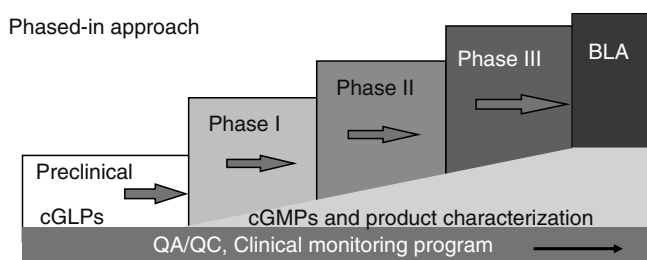 Phased-in approach
Preclinical
cGLPs
Phase I
Phase II
Phase III
BLA
cGMPs and product characterization
QA/QC, Clinical monitoring program